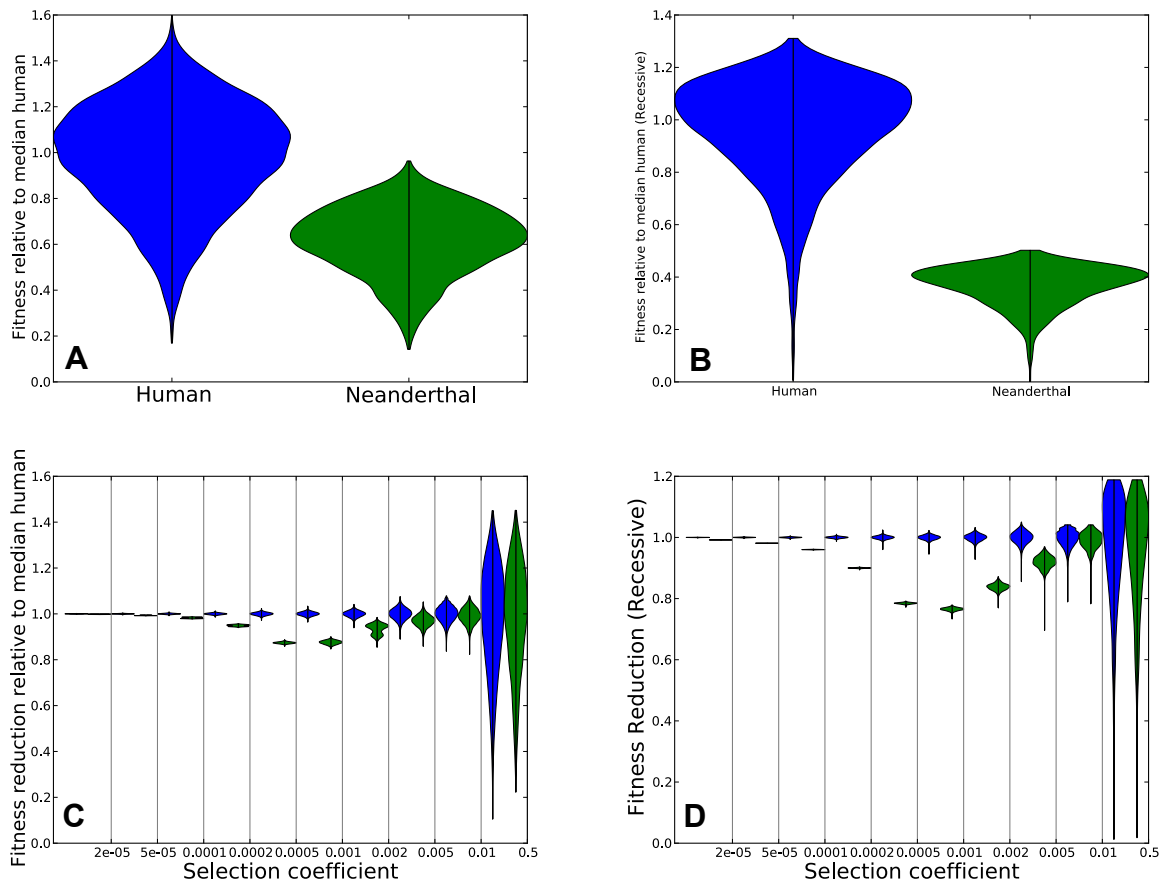 Fitness relative to median human
1.6
1.4
1.2
1.0
0.8
0.6
0.4
0.2
0.0
A
Human Neanderthal
Fitness relative to median human (Recessive)
1.4
1.2
1.0
0.8
0.6
0.4
0.2
0.0
B
Human Neanderthal
Fitness reduction relative to median human
1.6
1.4
1.2
1.0
0.8
0.6
0.4
0.2
0.0
C
2e-05 5e-05 0.0001 0.0002 0.0005 0.001 0.002 0.005 0.01 0.5
Selection coefficient
Fitness Reduction (Recessive)
1.2
1.0
0.8
0.6
0.4
0.2
0.0
D
2e-05 5e-05 0.0001 0.0002 0.0005 0.001 0.002 0.005 0.01 0.5
Selection coefficient